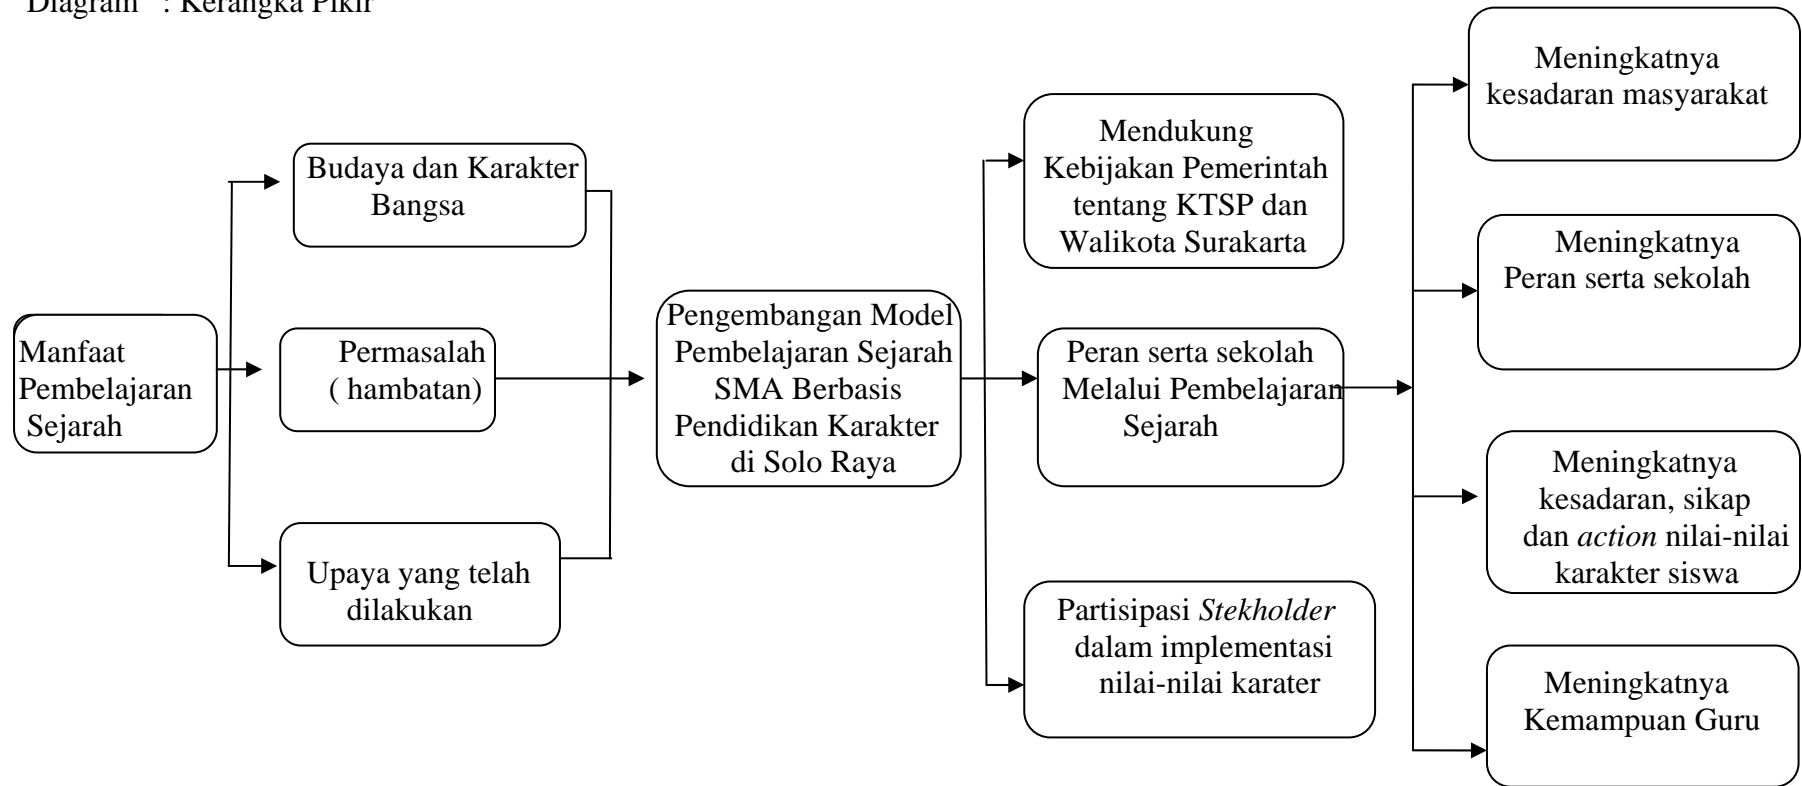 Diagram : Kerangka Pikir
Manfaat
Pembelajaran
Sejarah
Budaya dan Karakter
Bangsa
Permasalah
( hambatan)
Upaya yang telah
dilakukan
Pengembangan Model
Pembelajaran Sejarah
SMA Berbasis
Pendidikan Karakter
di Solo Raya
Mendukung
Kebijakan Pemerintah
tentang KTSP dan
Walikota Surakarta
Peran serta sekolah
Melalui Pembelajaran
Sejarah
Partisipasi Stekholder
dalam implementasi
nilai-nilai karater
Meningkatnya
kesadaran masyarakat
Meningkatnya
Peran serta sekolah
Meningkatnya
kesadaran, sikap
dan action nilai-nilai
karakter siswa
Meningkatnya
Kemampuan Guru